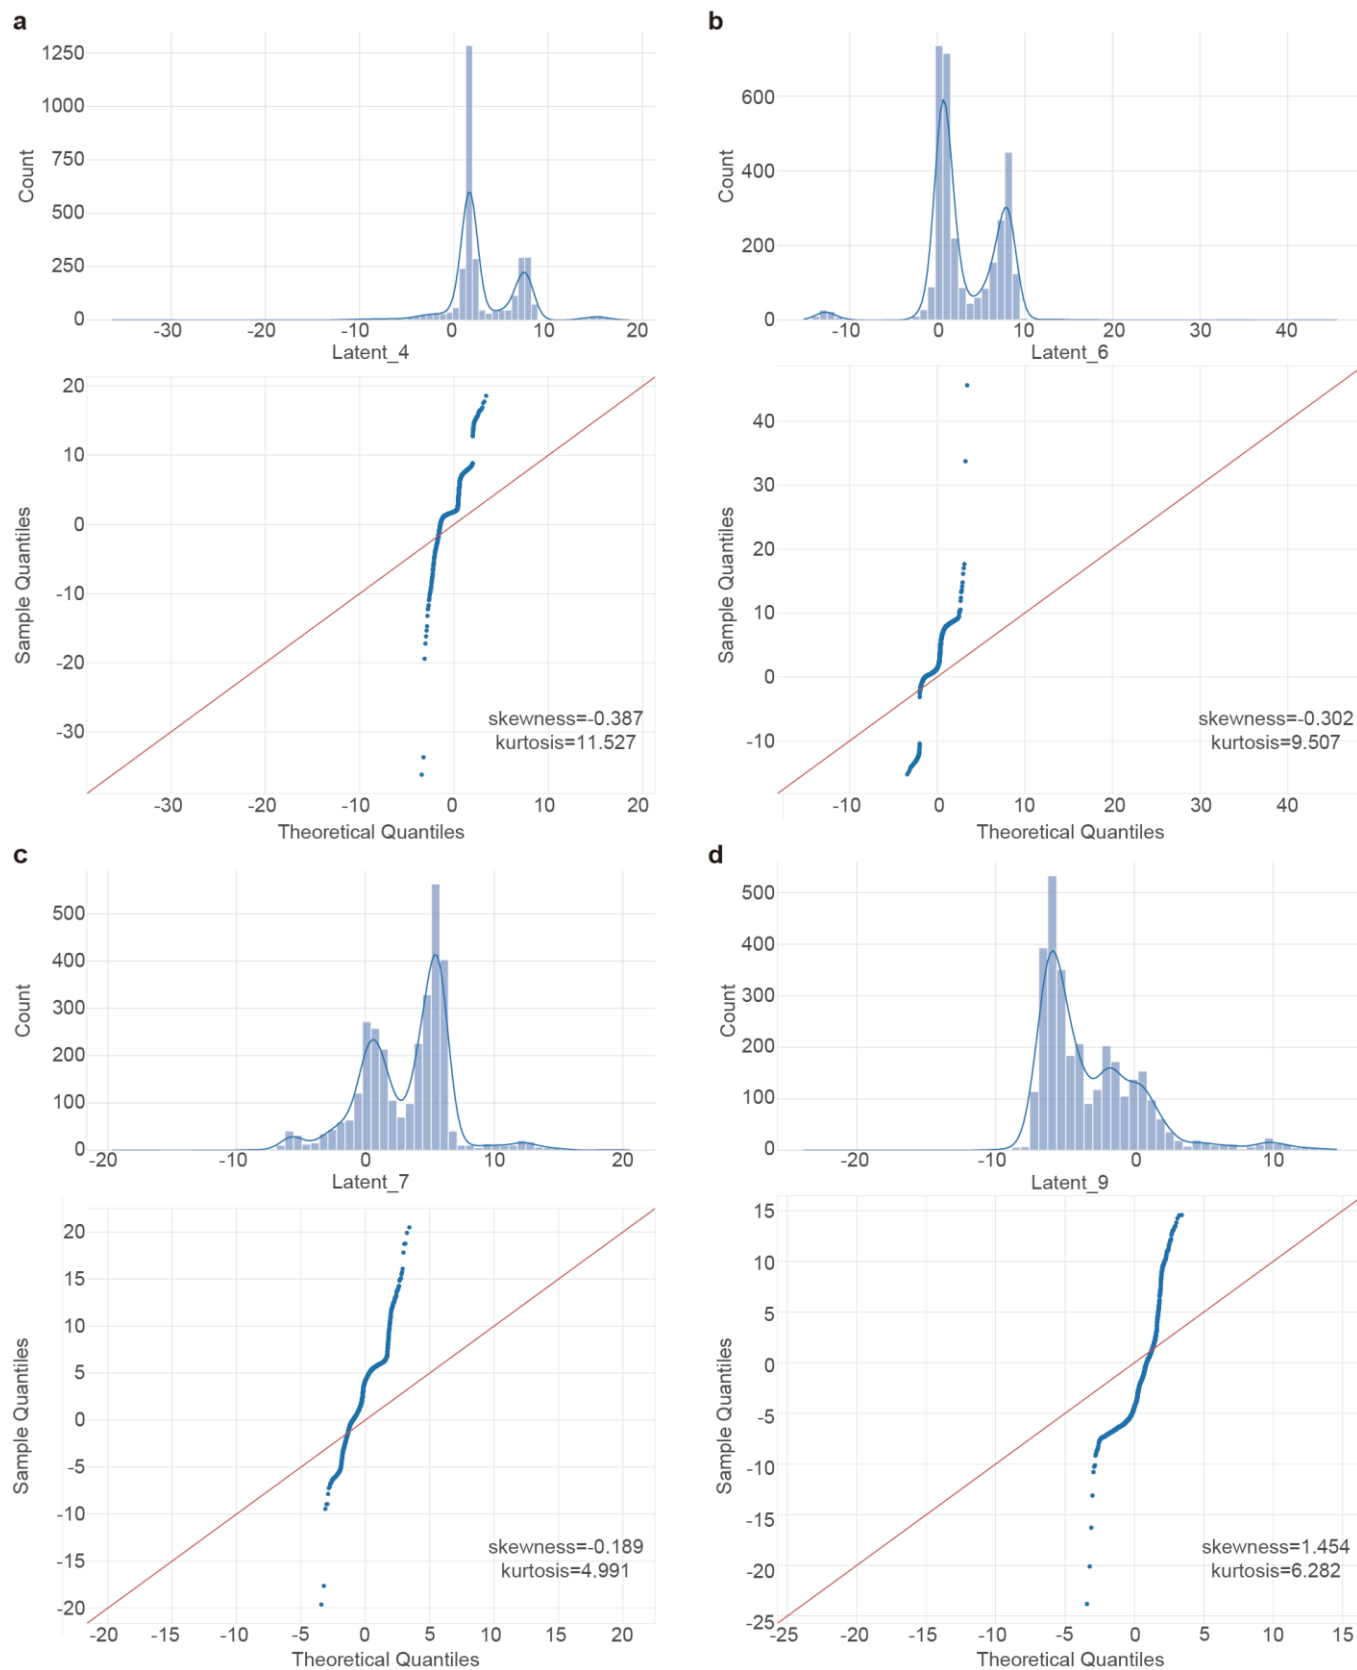 a
1250
1000
750
500
250
0
Count
-30 -20 -10 0 10 20
Latent_4
20
10
0
-10
-20
-30
Sample Quantiles
skewness=-0.387
kurtosis=11.527
-30 -20 -10 0 10 20
Theoretical Quantiles
b
600
400
200
0
Count
-10 0 10 20 30 40
Latent_6
40
30
20
10
0
-10
Sample Quantiles
skewness=-0.302
kurtosis=9.507
-10 0 10 20 30 40
Theoretical Quantiles
c
500
400
300
200
100
0
Count
-20 -10 0 10 20
Latent_7
20
15
10
5
0
-5
-10
-15
-20
Sample Quantiles
skewness=-0.189
kurtosis=4.991
-20 -15 -10 -5 0 5 10 15 20
Theoretical Quantiles
d
500
400
300
200
100
0
Count
-20 -10 0 10
Latent_9
15
10
5
0
-5
-10
-15
-20
-25
Sample Quantiles
skewness=1.454
kurtosis=6.282
-25 -20 -15 -10 -5 0 5 10 15
Theoretical Quantiles